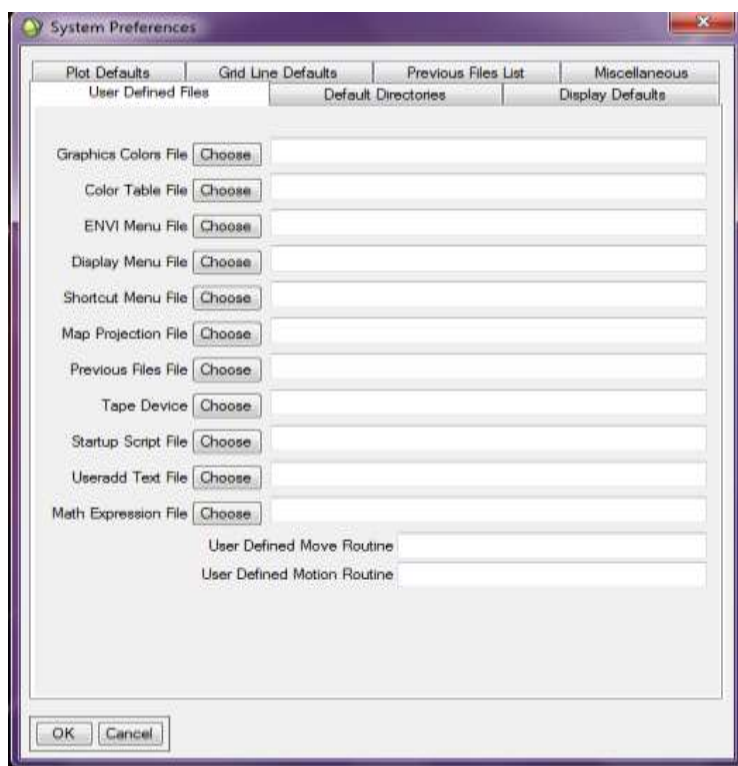 System Preferences
Plot Defaults Grid Line Defaults Previous Files List Miscellaneous
User Defined Files Default Directories Display Defaults
Graphics Colors File Choose
Color Table File Choose
ENVI Menu File Choose
Display Menu File Choose
Shortcut Menu File Choose
Map Projection File Choose
Previous Files File Choose
Tape Device Choose
Startup Script File Choose
Useradd Text File Choose
Math Expression File Choose
User Defined Move Routine
User Defined Motion Routine
OK Cancel